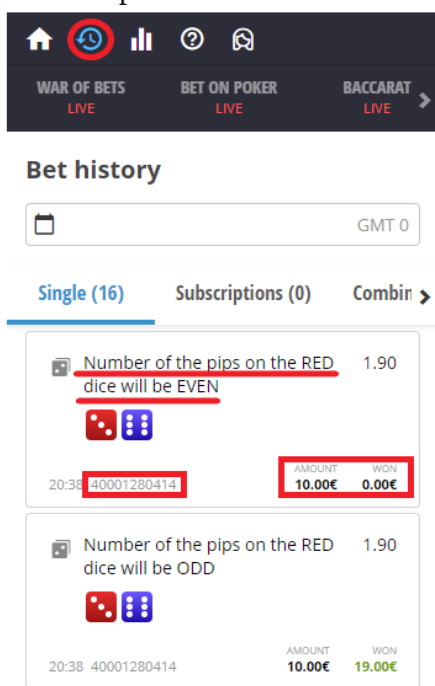 WAR OF BETS BET ON POKER BACCARAT
LIVE LIVE LIVE
Bet history
GMT 0
Single (16) Subscriptions (0) Combin
Number of the pips on the RED 1.90
dice will be EVEN
AMOUNT WON
20:38 40001280414 10.00€ 0.00€
Number of the pips on the RED 1.90
dice will be ODD
AMOUNT WON
20:38 40001280414 10.00€ 19.00€